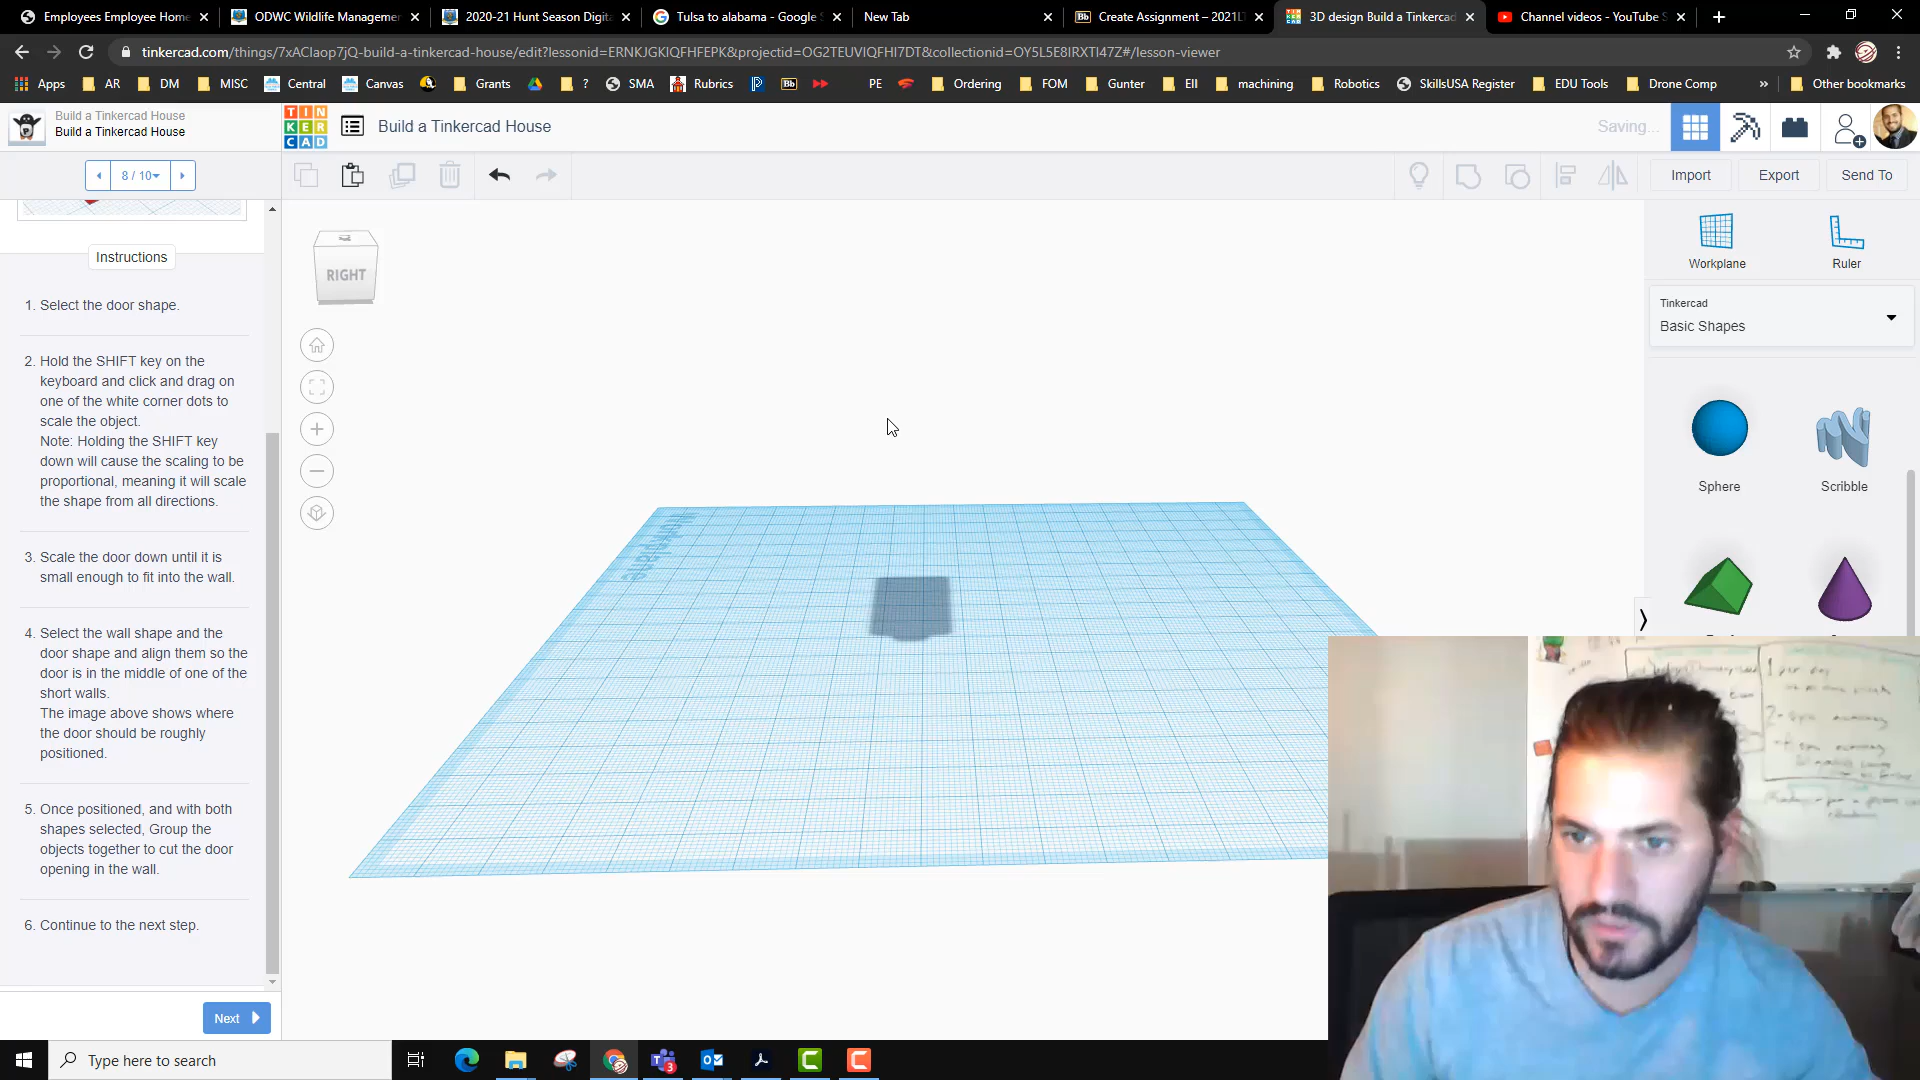 Employees Employee Home
ODWC Wildlife Managemen
2020-21 Hunt Season Digit
Tulsa to alabama - Google S
New Tab
Bb
Create Assignment – 2021L
3D design Build a Tinkercad
Channel videos - YouTube S
tinkercad.com/things/7xACIaop7jQ-build-a-tinkercad-house/edit?lessonid=ERNKJGKIQFHFEPK&projectid=OG2TEUVIQFHI7DT&collectionid=OY5L5E8IRXTI47Z#/lesson-viewer
Apps
AR
DM
MISC
Central
Canvas
Grants
?
SMA
Rubrics
Bb
PE
Ordering
FOM
Gunter
EII
machining
Robotics
SkillsUSA Register
EDU Tools
Drone Comp
»
Other bookmarks
Build a Tinkercad House
Build a Tinkercad House
TIN
KER
CAD
Build a Tinkercad House
Saving...
8 / 10
Import
Export
Send To
Instructions
1. Select the door shape.
2. Hold the SHIFT key on the
keyboard and click and drag on
one of the white corner dots to
scale the object.
Note: Holding the SHIFT key
down will cause the scaling to be
proportional, meaning it will scale
the shape from all directions.
3. Scale the door down until it is
small enough to fit into the wall.
4. Select the wall shape and the
door shape and align them so the
door is in the middle of one of the
short walls.
The image above shows where
the door should be roughly
positioned.
5. Once positioned, and with both
shapes selected, Group the
objects together to cut the door
opening in the wall.
6. Continue to the next step.
Next
RIGHT
Workplane
Workplane
Ruler
Tinkercad
Basic Shapes
Sphere
Scribble
Type here to search
3